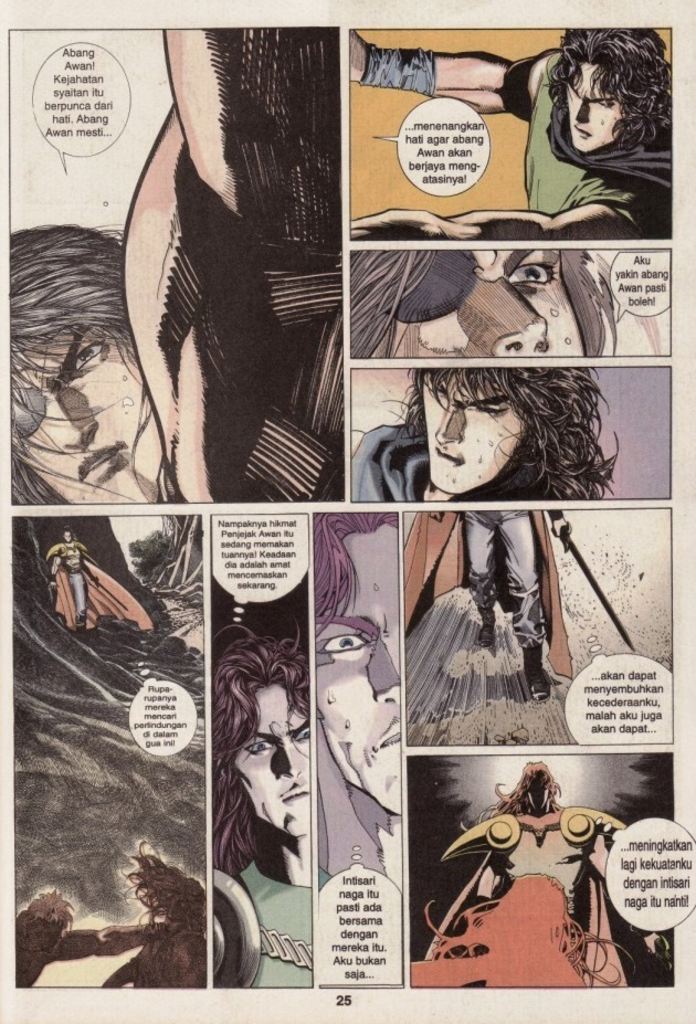 Abang
Awan!
Kejahatan
syaitan itu
berpunca dari
hati. Abang
Awan mesti...
...menenangkan
hati agar abang
Awan akan
berjaya meng-
atasinya!
Aku
yakin abang
Awan pasti
boleh!
Rupa-
rupanya
mereka
mencari
perlindungan
di dalam
gua ini!
Nampaknya hikmat
Penjejak Awan itu
sedang memakan
tuannya! Keadaan
dia adalah amat
mencemaskan
sekarang.
Intisari
naga itu
pasti ada
bersama
dengan
mereka itu.
Aku bukan
saja...
...akan dapat
menyembuhkan
kecederaanku,
malah aku juga
akan dapat...
...meningkatkan
lagi kekuatanku
dengan intisari
naga itu nanti!
25